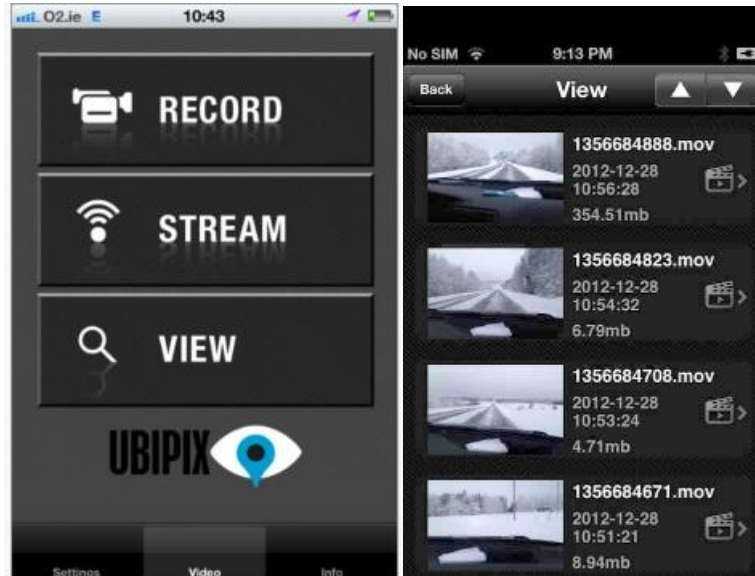 O2.ie E 10:43
RECORD
STREAM
VIEW
UBIPIX
Settings Video Info
No SIM 9:13 PM
Back View
1356684888.mov
2012-12-28
10:56:28
354.51mb
1356684823.mov
2012-12-28
10:54:32
6.79mb
1356684708.mov
2012-12-28
10:53:24
4.71mb
1356684671.mov
2012-12-28
10:51:21
8.94mb